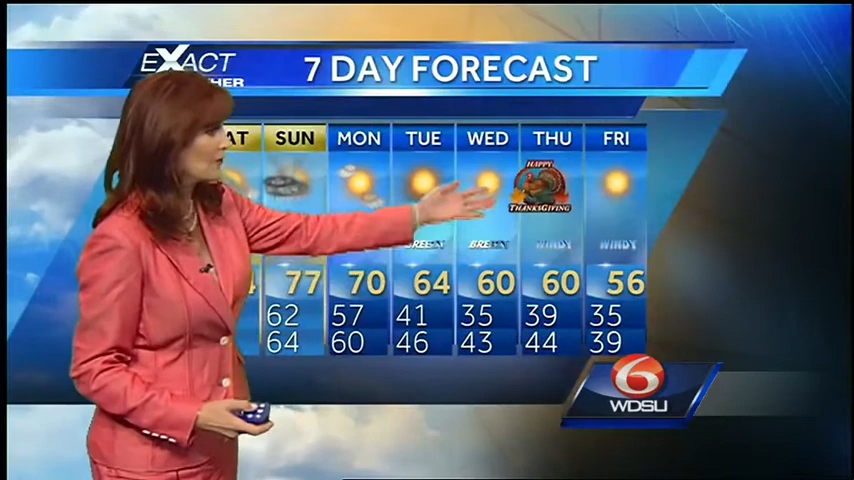 EXACT
7 DAY FORECAST
SUN MON TUE WED THU FRI
HAPPY
THANKSGIVING
WINDY WINDY
77 70 64 60 60 56
62 57 41 35 39 35
64 60 46 43 44 39
6
WDSU